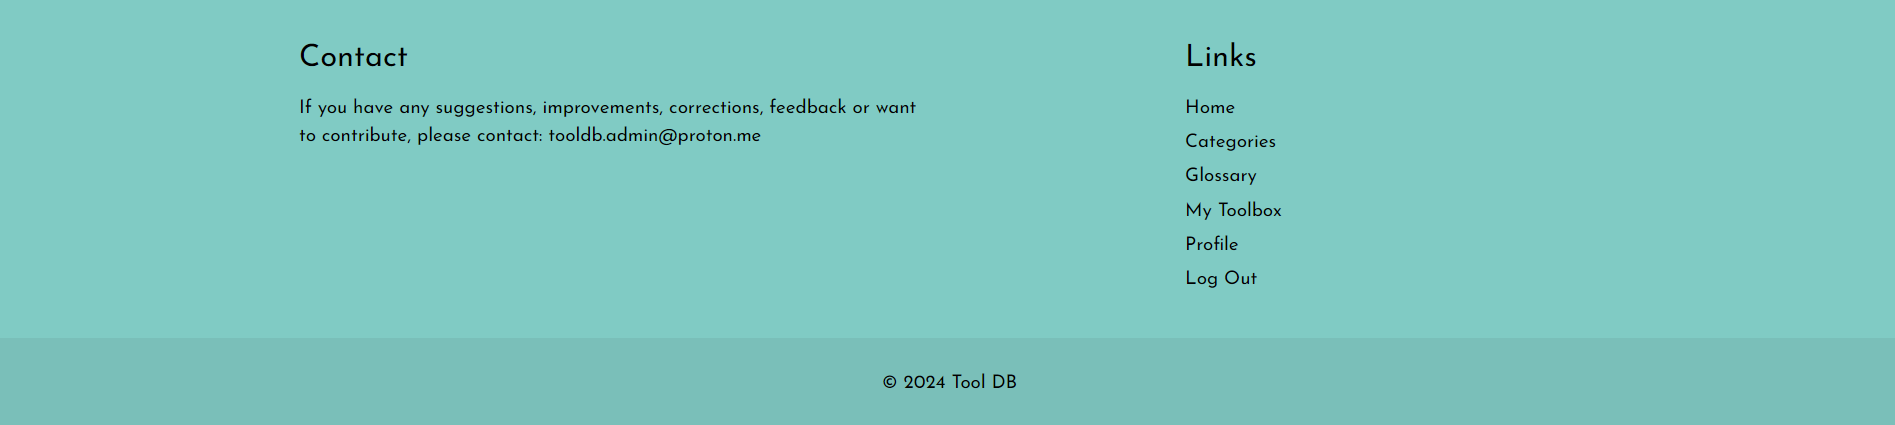 Contact
If you have any suggestions, improvements, corrections, feedback or want
to contribute, please contact: tooldb.admin@proton.me
Links
Home
Categories
Glossary
My Toolbox
Profile
Log Out
© 2024 Tool DB